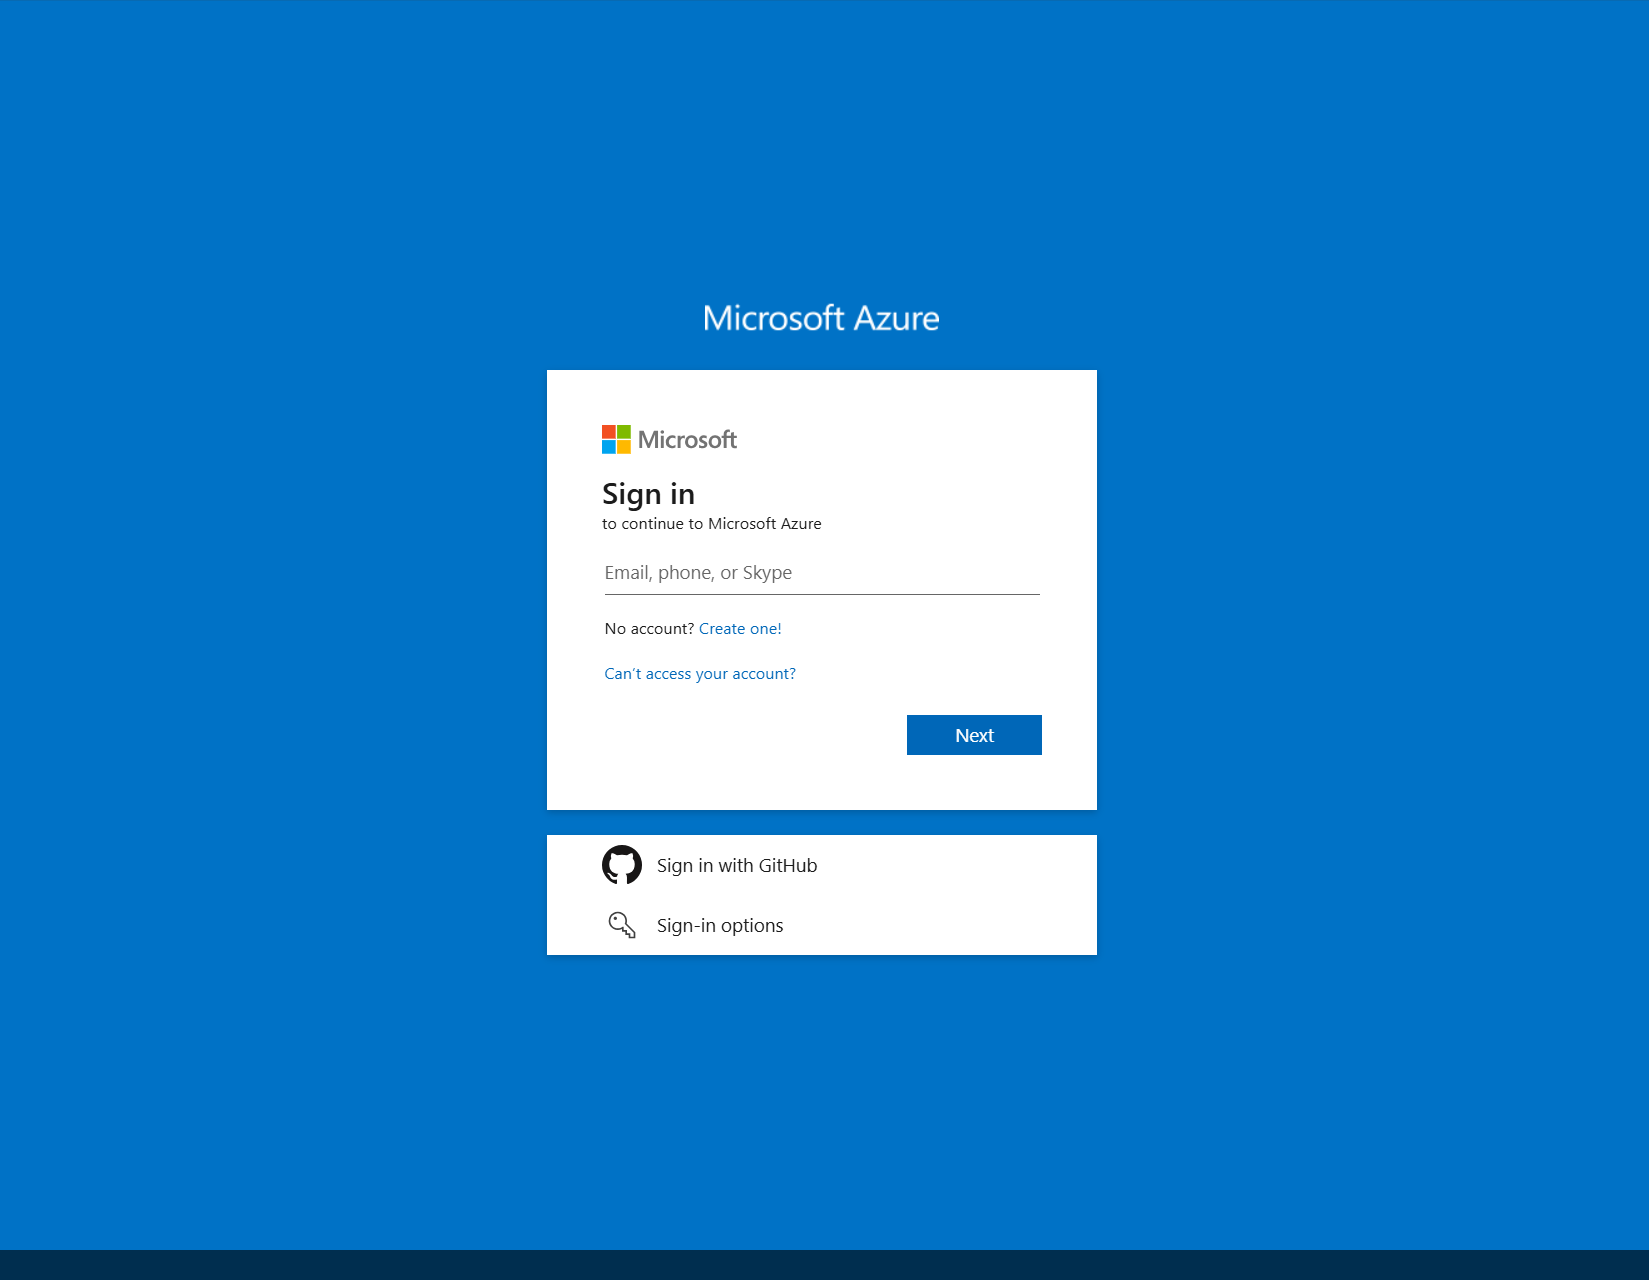 Microsoft Azure
Microsoft
Sign in
to continue to Microsoft Azure
Email, phone, or Skype
No account? Create one!
Can't access your account?
Next
Sign in with GitHub
Sign-in options